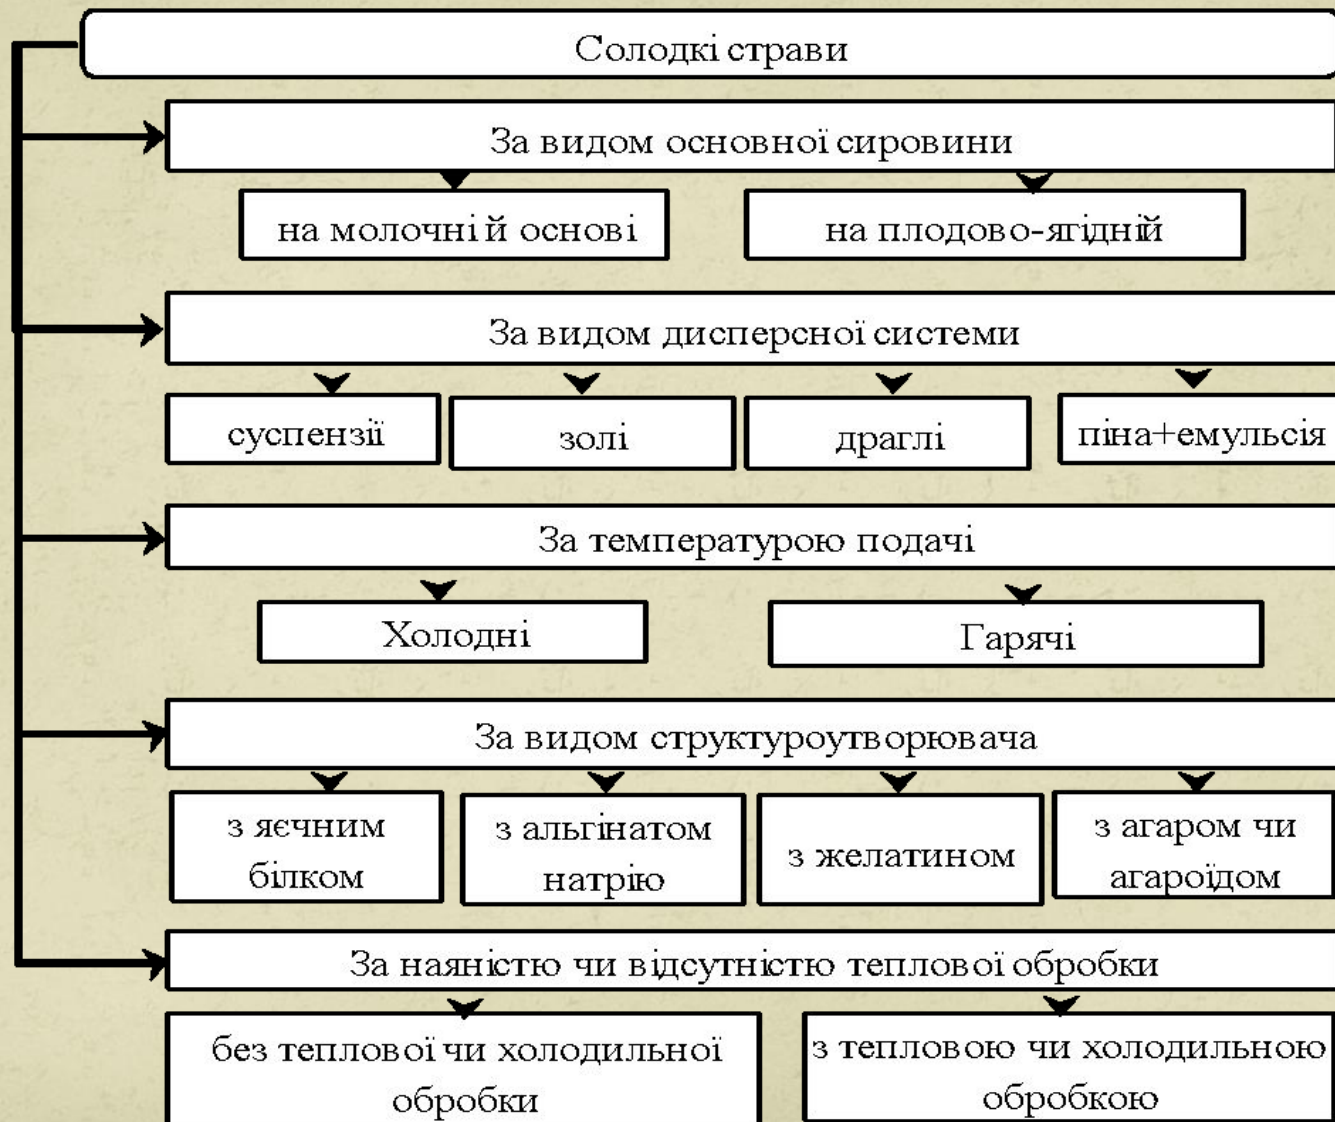 Солодкі страви
За видом основної сировини
на молочній основі
на плодово-ягідній
За видом дисперсної системи
суспензії
золі
драглі
піна+емульсія
За температурою подачі
Холодні
Гарячі
За видом структуроутворювача
з яєчним
білком
з альгінатом
натрію
з желатином
з агаром чи
агароїдом
За наяністю чи відсутністю теплової обробки
без теплової чи холодильної
обробки
з тепловою чи холодильною
обробкою